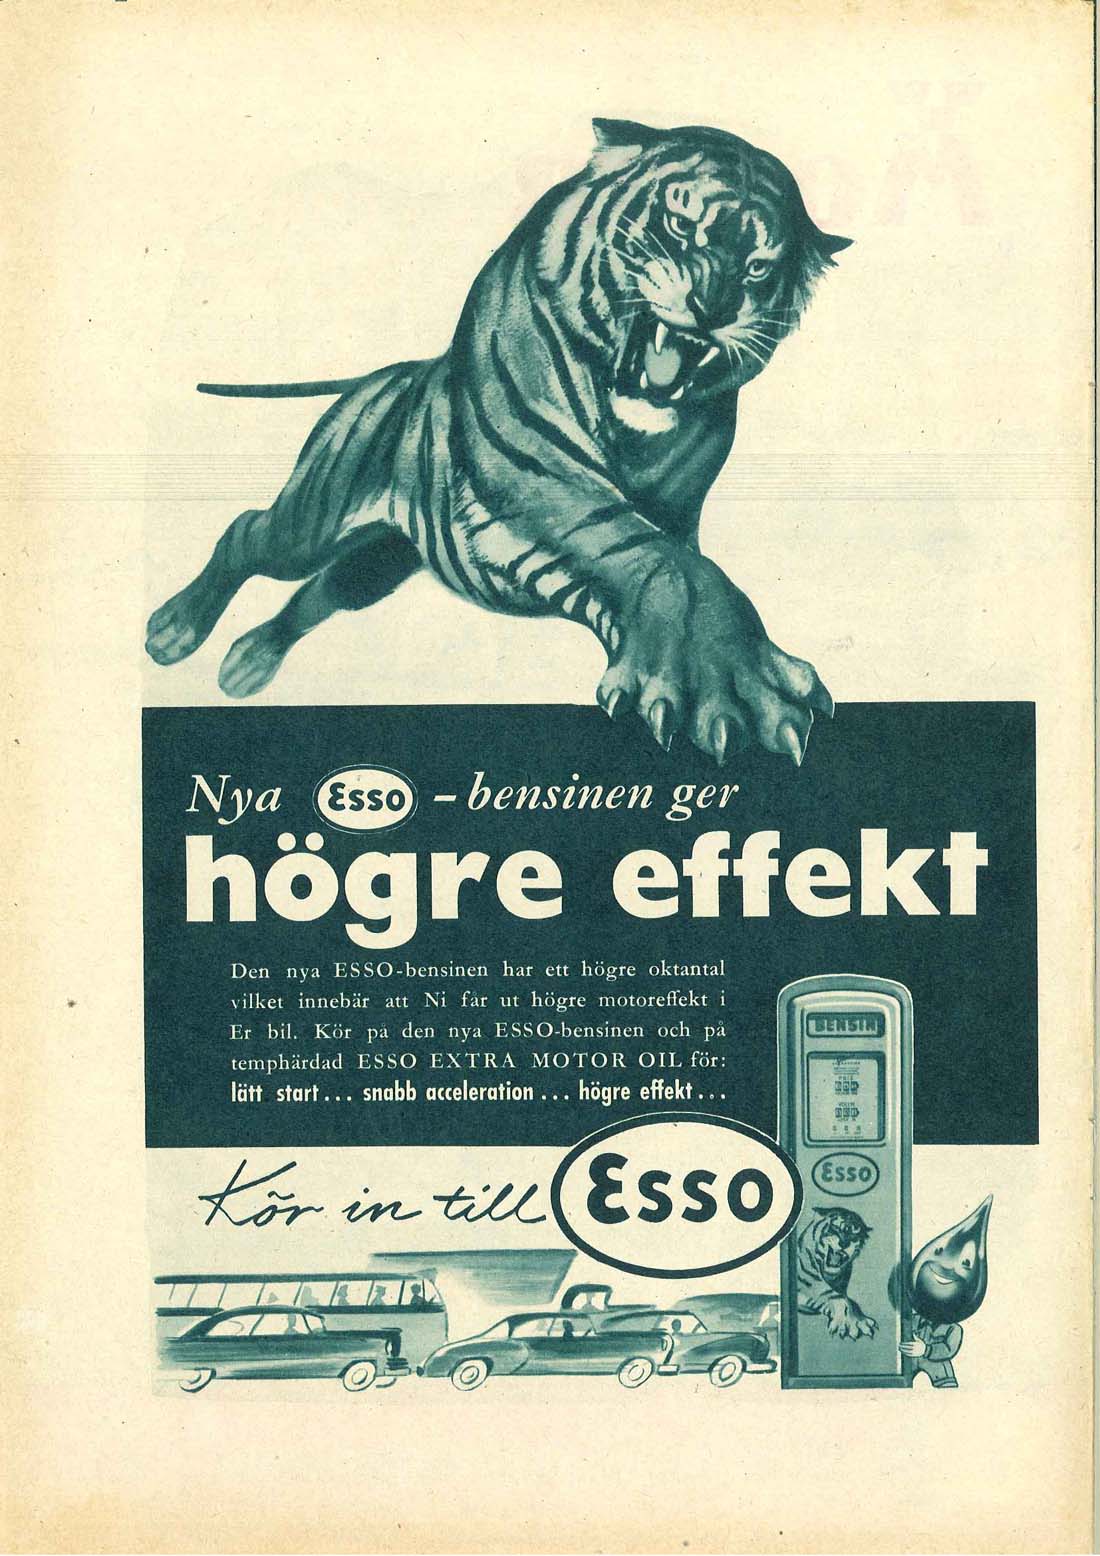 Nya Esso - bensinen ger
högre effekt
Den nya ESSO-bensinen har ett högre oktantal
vilket innebär att Ni får ut högre motoreffekt i
Er bil. Kör på den nya ESSO-bensinen och på
temphärdad ESSO EXTRA MOTOR OIL för:
lätt start... snabb acceleration... högre effekt...
BENSIN
Kör in till Esso
Esso